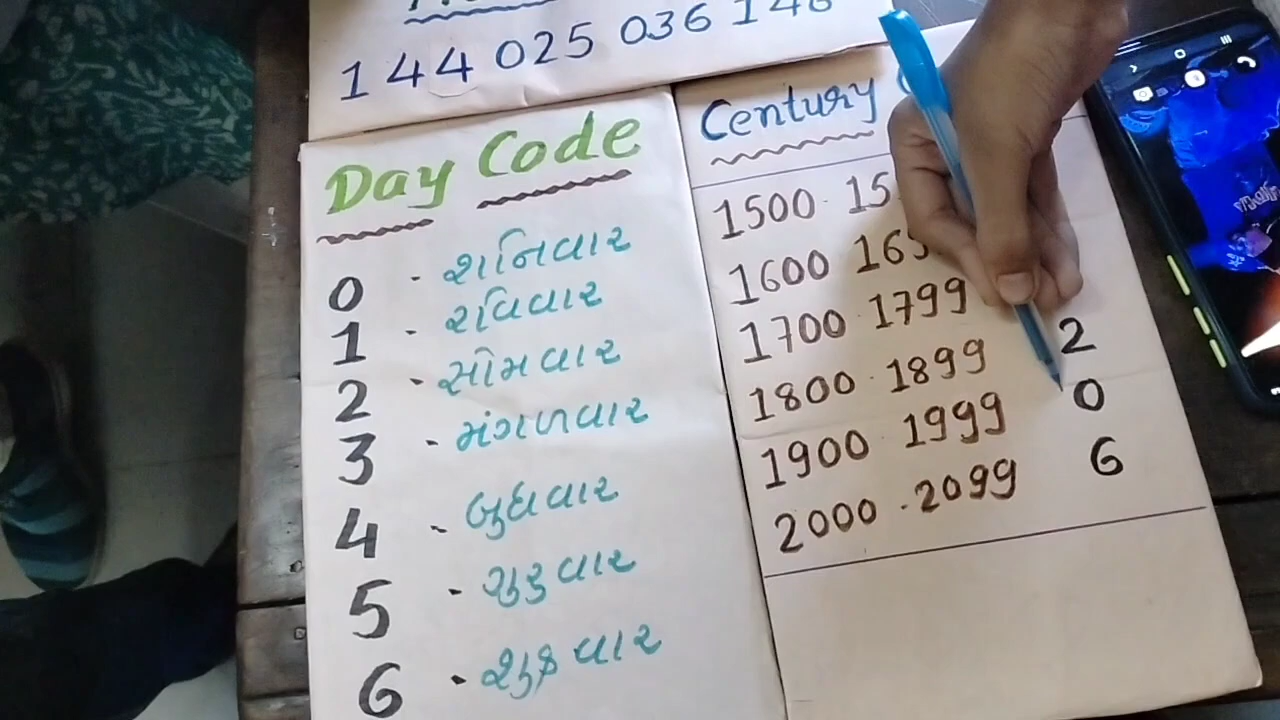 144 025 036 146
Day Code
0 - શનિવાર
1 - રવિવાર
2 - સોમવાર
3 - મંગળવાર
4 - બુધવાર
5 - ગુરુવાર
6 - શુક્રવાર
Century
1500 - 15
1600 16
1700 1799
1800 - 1899 2
1900 1999 0
2000 - 2099 6